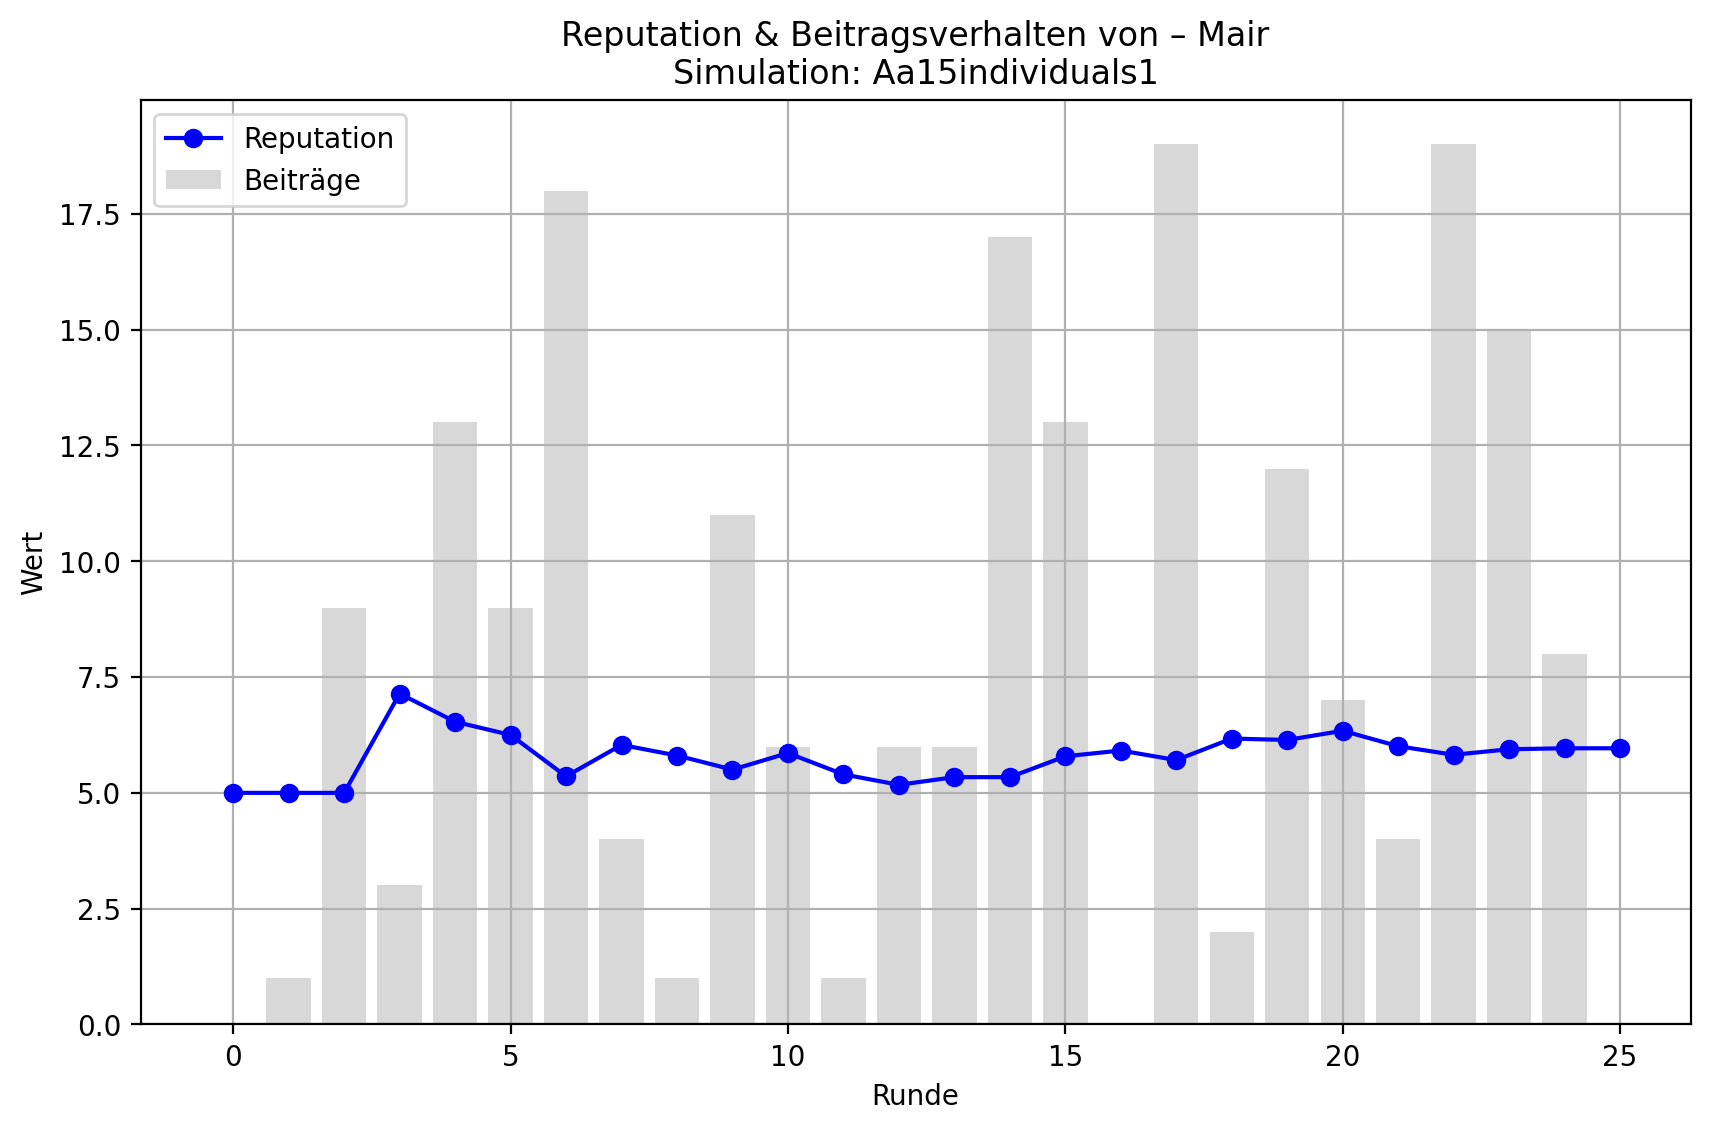 Reputation & Beitragsverhalten von – Mair
Simulation: Aa15individuals1
Reputation
Beiträge
Wert
17.5
15.0
12.5
10.0
7.5
5.0
2.5
0.0
0 5 10 15 20 25
Runde